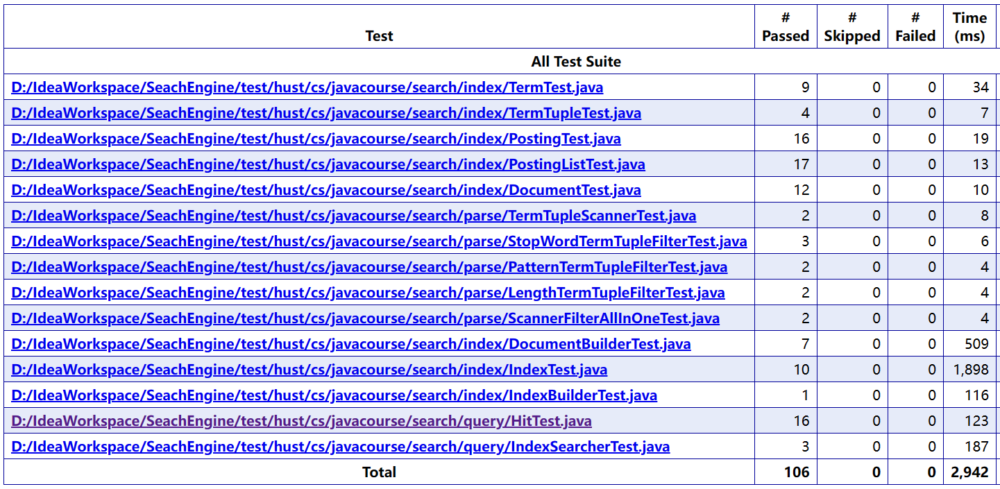 Test # Passed # Skipped # Failed Time (ms)
All Test Suite
D:/IdeaWorkspace/SeachEngine/test/hust/cs/javacourse/search/index/TermTest.java 9 0 0 34
D:/IdeaWorkspace/SeachEngine/test/hust/cs/javacourse/search/index/TermTupleTest.java 4 0 0 7
D:/IdeaWorkspace/SeachEngine/test/hust/cs/javacourse/search/index/PostingTest.java 16 0 0 19
D:/IdeaWorkspace/SeachEngine/test/hust/cs/javacourse/search/index/PostingListTest.java 17 0 0 13
D:/IdeaWorkspace/SeachEngine/test/hust/cs/javacourse/search/index/DocumentTest.java 12 0 0 10
D:/IdeaWorkspace/SeachEngine/test/hust/cs/javacourse/search/parse/TermTupleScannerTest.java 2 0 0 8
D:/IdeaWorkspace/SeachEngine/test/hust/cs/javacourse/search/parse/StopWordTermTupleFilterTest.java 3 0 0 6
D:/IdeaWorkspace/SeachEngine/test/hust/cs/javacourse/search/parse/PatternTermTupleFilterTest.java 2 0 0 4
D:/IdeaWorkspace/SeachEngine/test/hust/cs/javacourse/search/parse/LengthTermTupleFilterTest.java 2 0 0 4
D:/IdeaWorkspace/SeachEngine/test/hust/cs/javacourse/search/parse/ScannerFilterAllInOneTest.java 2 0 0 4
D:/IdeaWorkspace/SeachEngine/test/hust/cs/javacourse/search/index/DocumentBuilderTest.java 7 0 0 509
D:/IdeaWorkspace/SeachEngine/test/hust/cs/javacourse/search/index/IndexTest.java 10 0 0 1,898
D:/IdeaWorkspace/SeachEngine/test/hust/cs/javacourse/search/index/IndexBuilderTest.java 1 0 0 116
D:/IdeaWorkspace/SeachEngine/test/hust/cs/javacourse/search/query/HitTest.java 16 0 0 123
D:/IdeaWorkspace/SeachEngine/test/hust/cs/javacourse/search/query/IndexSearcherTest.java 3 0 0 187
Total 106 0 0 2,942